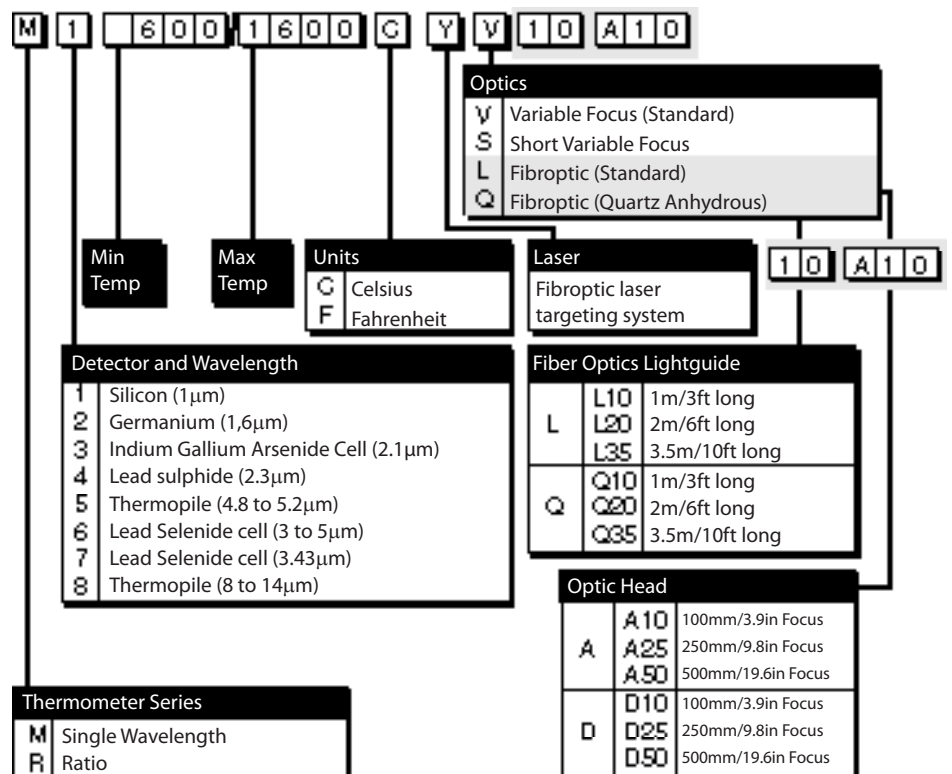 M 1 600 1600 C Y V 10 A10
Optics
V Variable Focus (Standard)
S Short Variable Focus
L Fibroptic (Standard)
Q Fibroptic (Quartz Anhydrous)
Min
Temp
Max
Temp
Units
C Celsius
F Fahrenheit
Laser
Fibroptic laser
targeting system
10 A10
Detector and Wavelength
1 Silicon (1µm)
2 Germanium (1,6µm)
3 Indium Gallium Arsenide Cell (2.1µm)
4 Lead sulphide (2.3µm)
5 Thermopile (4.8 to 5.2µm)
6 Lead Selenide cell (3 to 5µm)
7 Lead Selenide cell (3.43µm)
8 Thermopile (8 to 14µm)
Fiber Optics Lightguide
L10 1m/3ft long
L L20 2m/6ft long
L35 3.5m/10ft long
Q10 1m/3ft long
Q Q20 2m/6ft long
Q35 3.5m/10ft long
Optic Head
A10 100mm/3.9in Focus
A A25 250mm/9.8in Focus
A50 500mm/19.6in Focus
D10 100mm/3.9in Focus
D D25 250mm/9.8in Focus
D50 500mm/19.6in Focus
Thermometer Series
M Single Wavelength
R Ratio